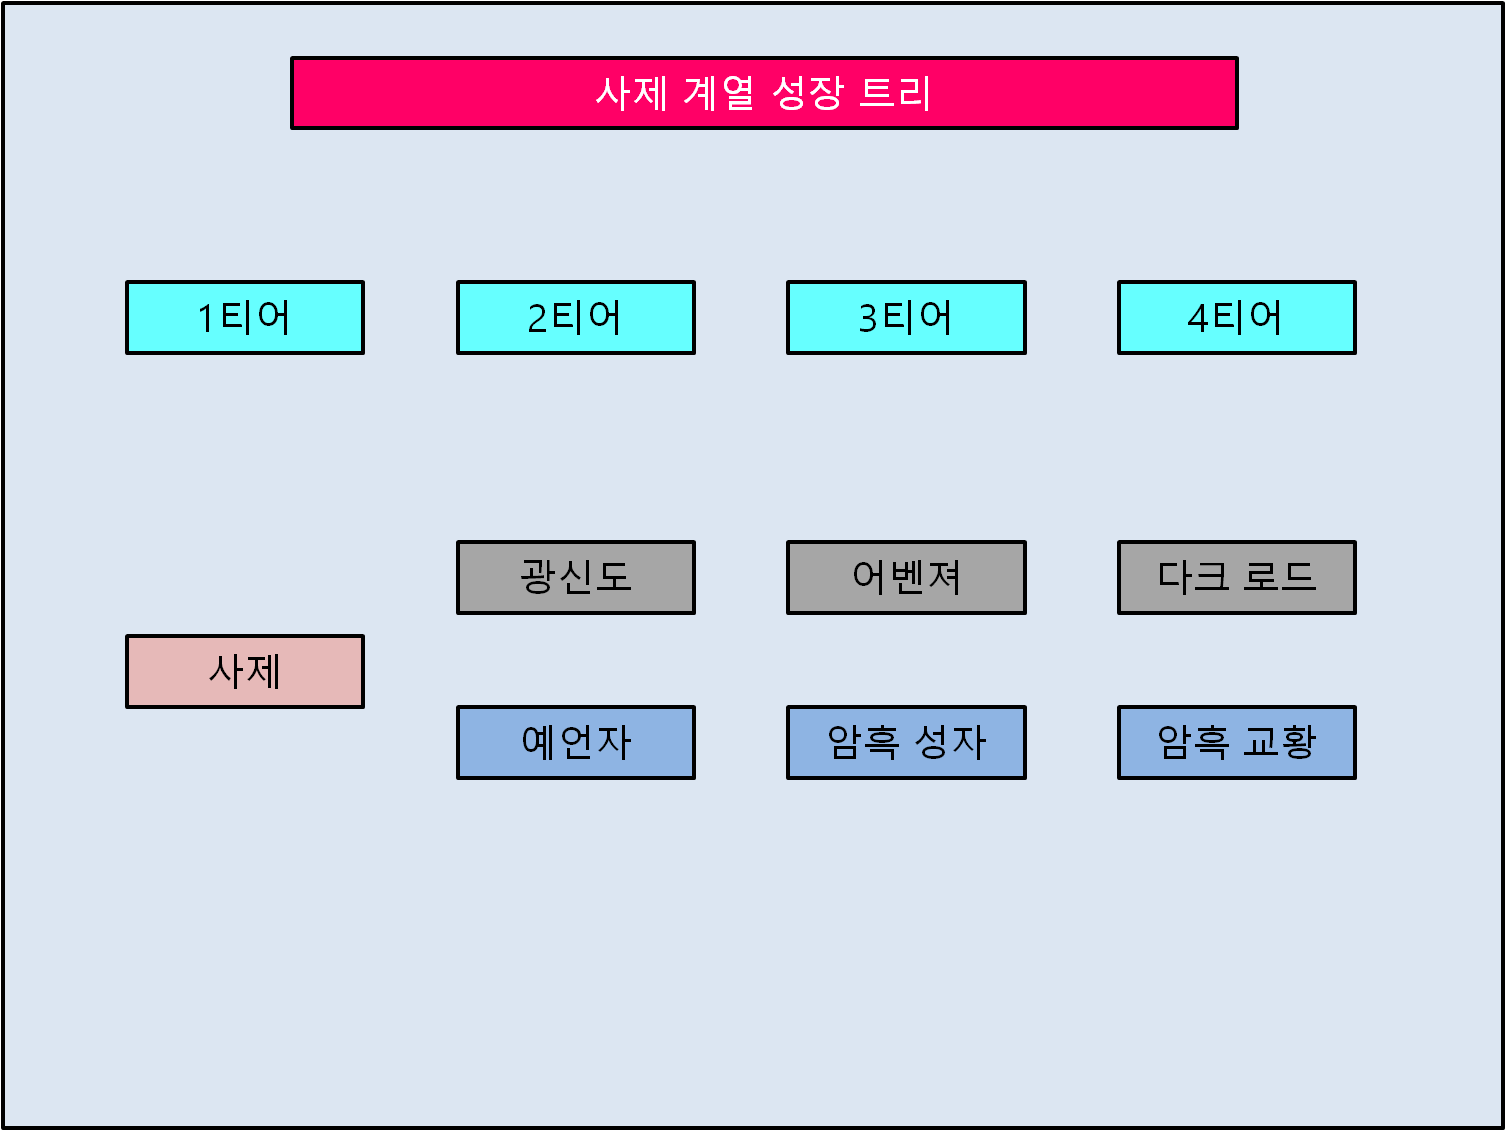 사제 계열 성장 트리
1티어 2티어 3티어 4티어
광신도 어벤져 다크 로드
사제
예언자 암흑 성자 암흑 교황